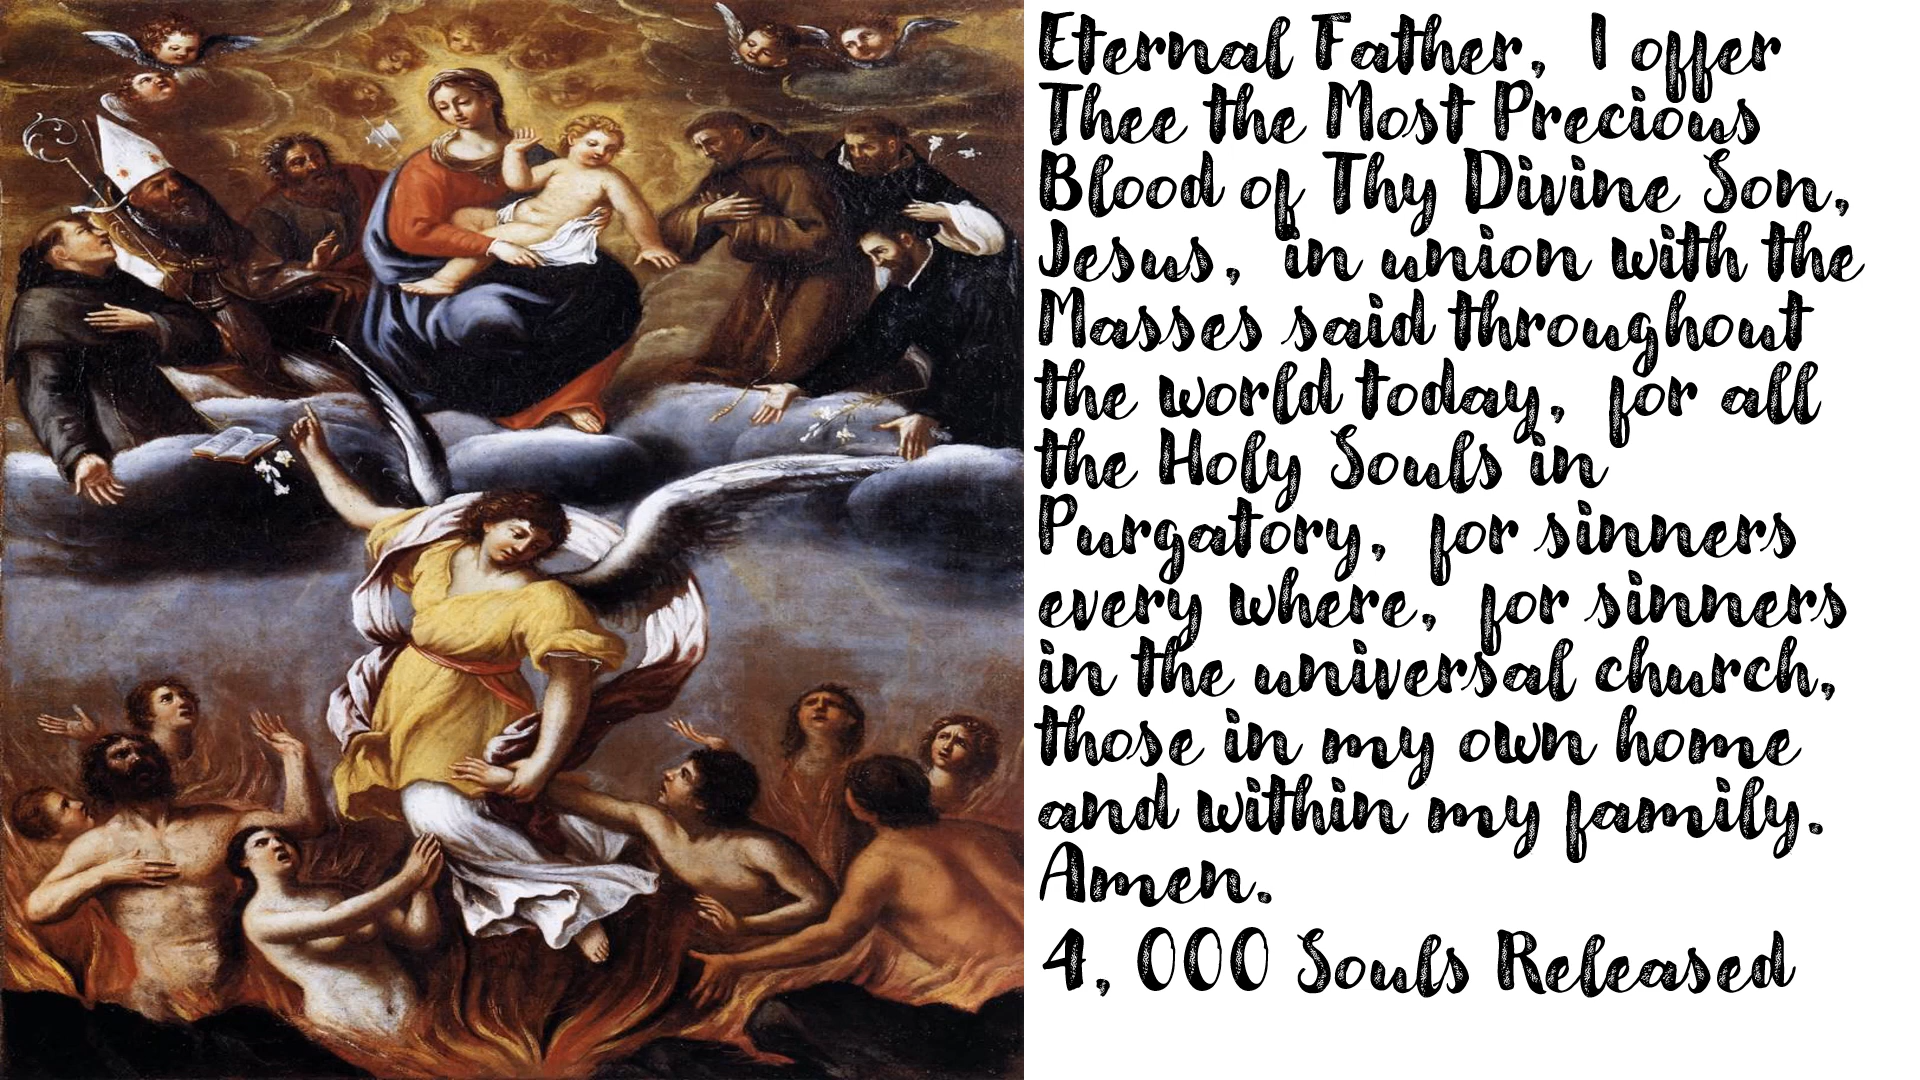 Eternal Father, I offer
Thee the Most Precious
Blood of Thy Divine Son,
Jesus, in union with the
Masses said throughout
the world today, for all
the Holy Souls in
Purgatory, for sinners
every where, for sinners
in the universal church,
those in my own home
and within my family.
Amen.
4, 000 Souls Released